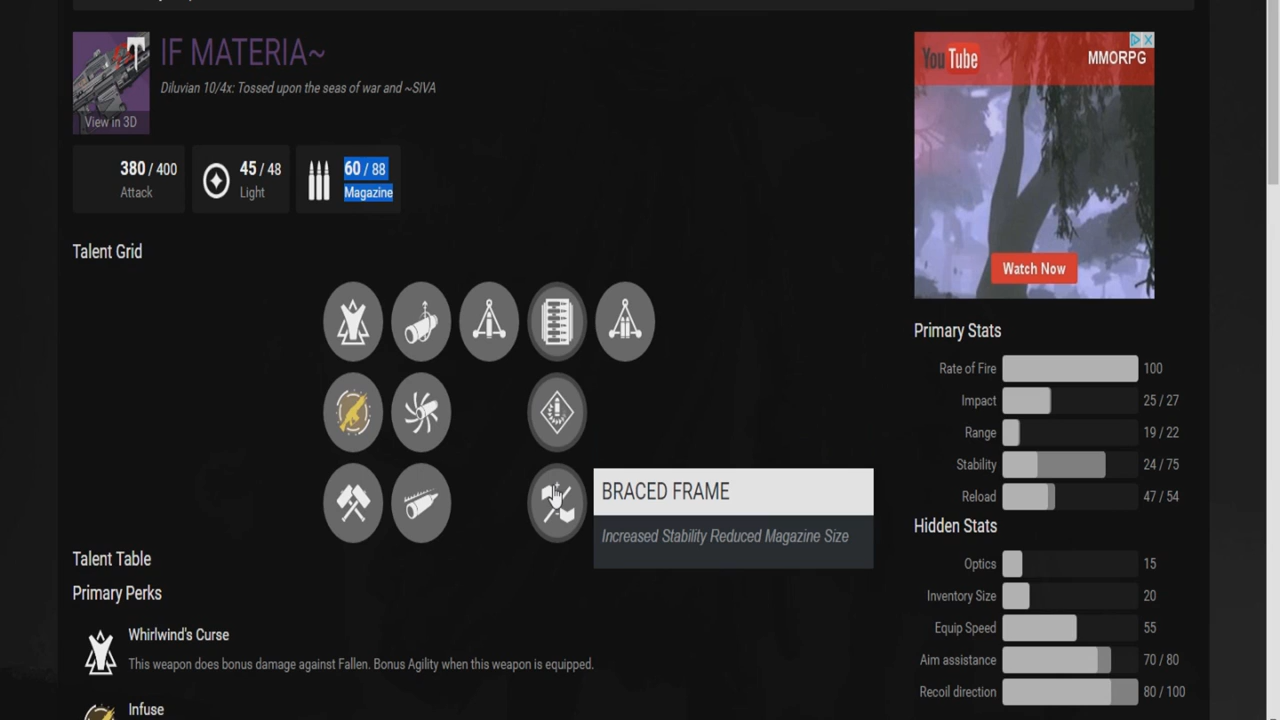 IF MATERIA~
Diluvian 10/4x: Tossed upon the seas of war and ~SIVA
View in 3D
380 / 400
Attack
45 / 48
Light
60 / 88
Magazine
Talent Grid
BRACED FRAME
Increased Stability Reduced Magazine Size
Talent Table
Primary Perks
Whirlwind's Curse
This weapon does bonus damage against Fallen. Bonus Agility when this weapon is equipped.
Infuse
YouTube
MMORPG
Watch Now
Primary Stats
Rate of Fire 100
Impact 25 / 27
Range 19 / 22
Stability 24 / 75
Reload 47 / 54
Hidden Stats
Optics 15
Inventory Size 20
Equip Speed 55
Aim assistance 70 / 80
Recoil direction 80 / 100